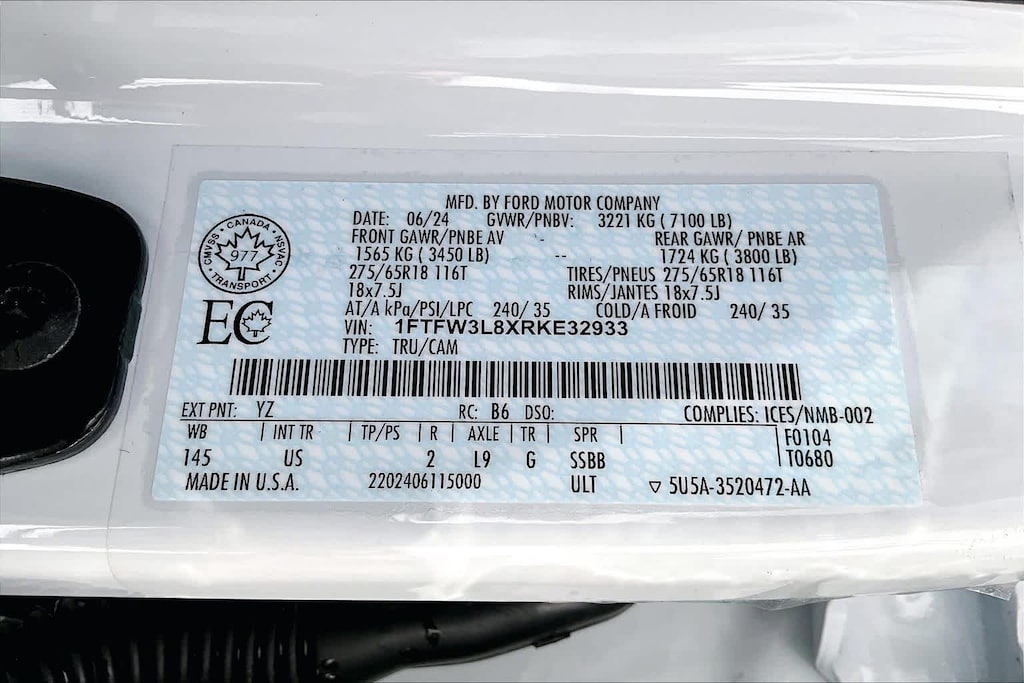 MFD. BY FORD MOTOR COMPANY
DATE: 06/24 GVWR/PNBV: 3221 KG ( 7100 LB)
FRONT GAWR/PNBE AV - REAR GAWR/ PNBE AR
1565 KG ( 3450 LB) -- 1724 KG ( 3800 LB)
275/65R18 116T TIRES/PNEUS 275/65R18 116T
18x7.5J RIMS/JANTES 18x7.5J
AT/A kPa/PSI/LPC 240/ 35 COLD/A FROID 240/ 35
VIN: 1FTFW3L8XRKE32933
TYPE: TRU/CAM
CANADA
CMVSS NSVAC
977
TRANSPORT
EC
EXT PNT: YZ RC: B6 DSO: COMPLIES: ICES/NMB-002
WB | INT TR | TP/PS | R | AXLE | TR | SPR | F0104
145 US 2 L9 G SSBB T0680
MADE IN U.S.A. 2202406115000 ULT ▽ 5U5A-3520472-AA